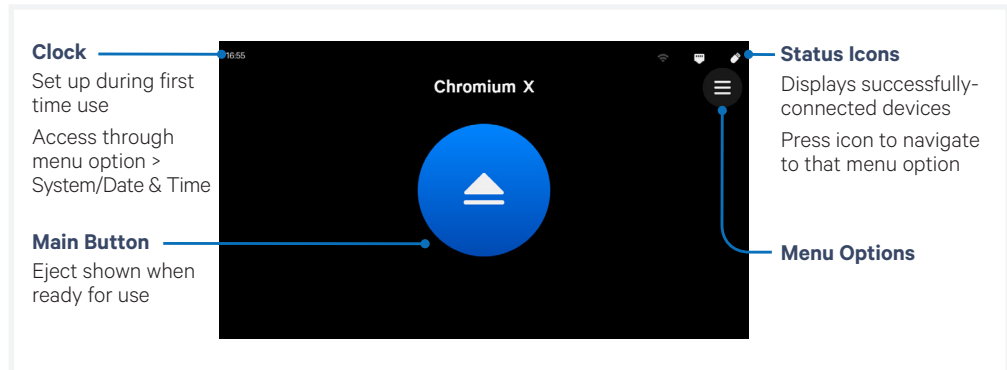 Clock
Set up during first
time use
Access through
menu option >
System/Date & Time
Main Button
Eject shown when
ready for use
16:55
Chromium X
Status Icons
Displays successfully-
connected devices
Press icon to navigate
to that menu option
Menu Options